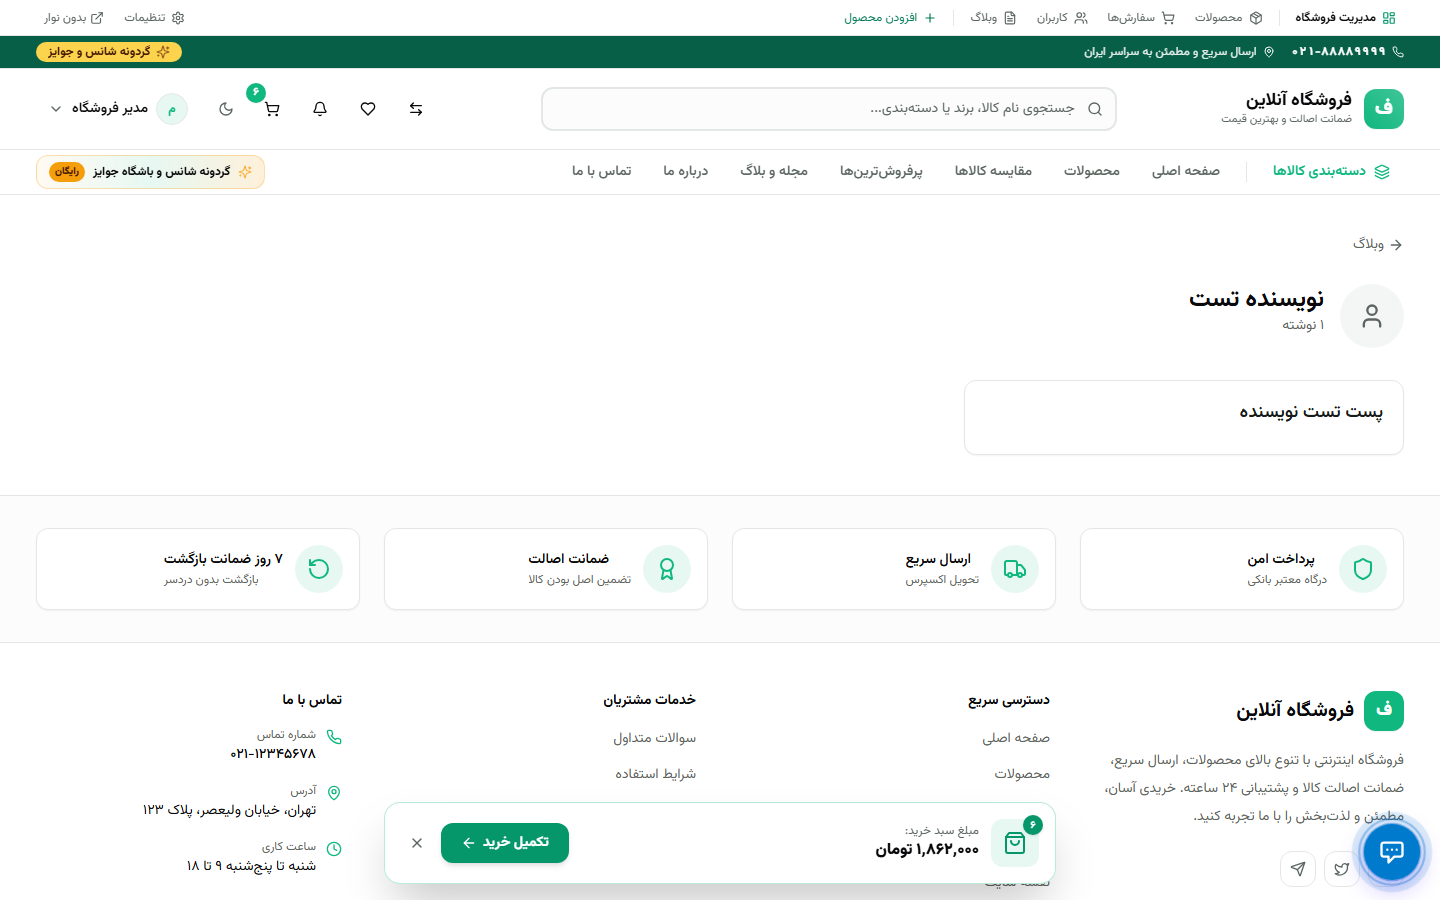 مدیریت فروشگاه
محصولات
سفارش‌ها
کاربران
وبلاگ
افزودن محصول
تنظیمات
بدون نوار
۰۲۱-۸۸۸۸۹۹۹۹
ارسال سریع و مطمئن به سراسر ایران
گردونه شانس و جوایز
ف
فروشگاه آنلاین
ضمانت اصالت و بهترین قیمت
جستجوی نام کالا، برند یا دسته‌بندی...
۶
م
مدیر فروشگاه
دسته‌بندی کالاها
صفحه اصلی
محصولات
مقایسه کالاها
پرفروش‌ترین‌ها
مجله و بلاگ
درباره ما
تماس با ما
گردونه شانس و باشگاه جوایز
رایگان
وبلاگ
نویسنده تست
۱ نوشته
پست تست نویسنده
پرداخت امن
درگاه معتبر بانکی
ارسال سریع
تحویل اکسپرس
ضمانت اصالت
تضمین اصل بودن کالا
۷ روز ضمانت بازگشت
بازگشت بدون دردسر
ف
فروشگاه آنلاین
فروشگاه اینترنتی با تنوع بالای محصولات، ارسال سریع،
ضمانت اصالت کالا و پشتیبانی ۲۴ ساعته. خریدی آسان،
مطمئن و لذت‌بخش را با ما تجربه کنید.
دسترسی سریع
صفحه اصلی
محصولات
خدمات مشتریان
سوالات متداول
شرایط استفاده
تماس با ما
شماره تماس
۰۲۱-۱۲۳۴۵۶۷۸
آدرس
تهران، خیابان ولیعصر، پلاک ۱۲۳
ساعت کاری
شنبه تا پنج‌شنبه ۹ تا ۱۸
۶
مبلغ سبد خرید:
۱,۸۶۲,۰۰۰ تومان
تکمیل خرید